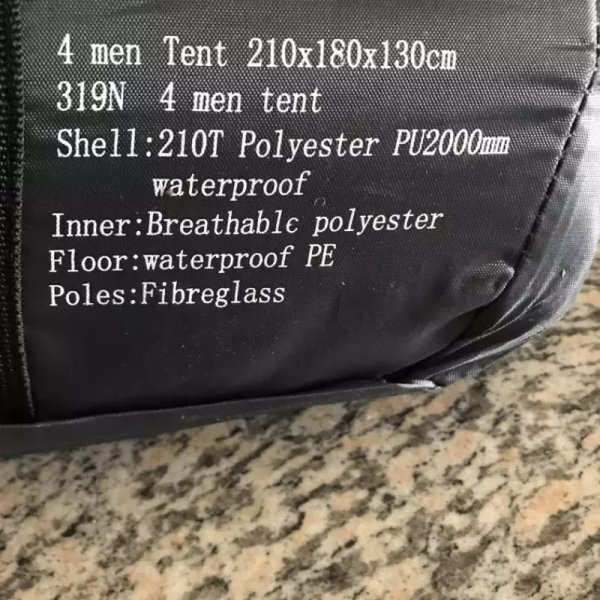 4 men Tent 210x180x130cm
319N 4 men tent
Shell:210T Polyester PU2000mm
waterproof
Inner:Breathable polyester
Floor:waterproof PE
Poles:Fibreglass